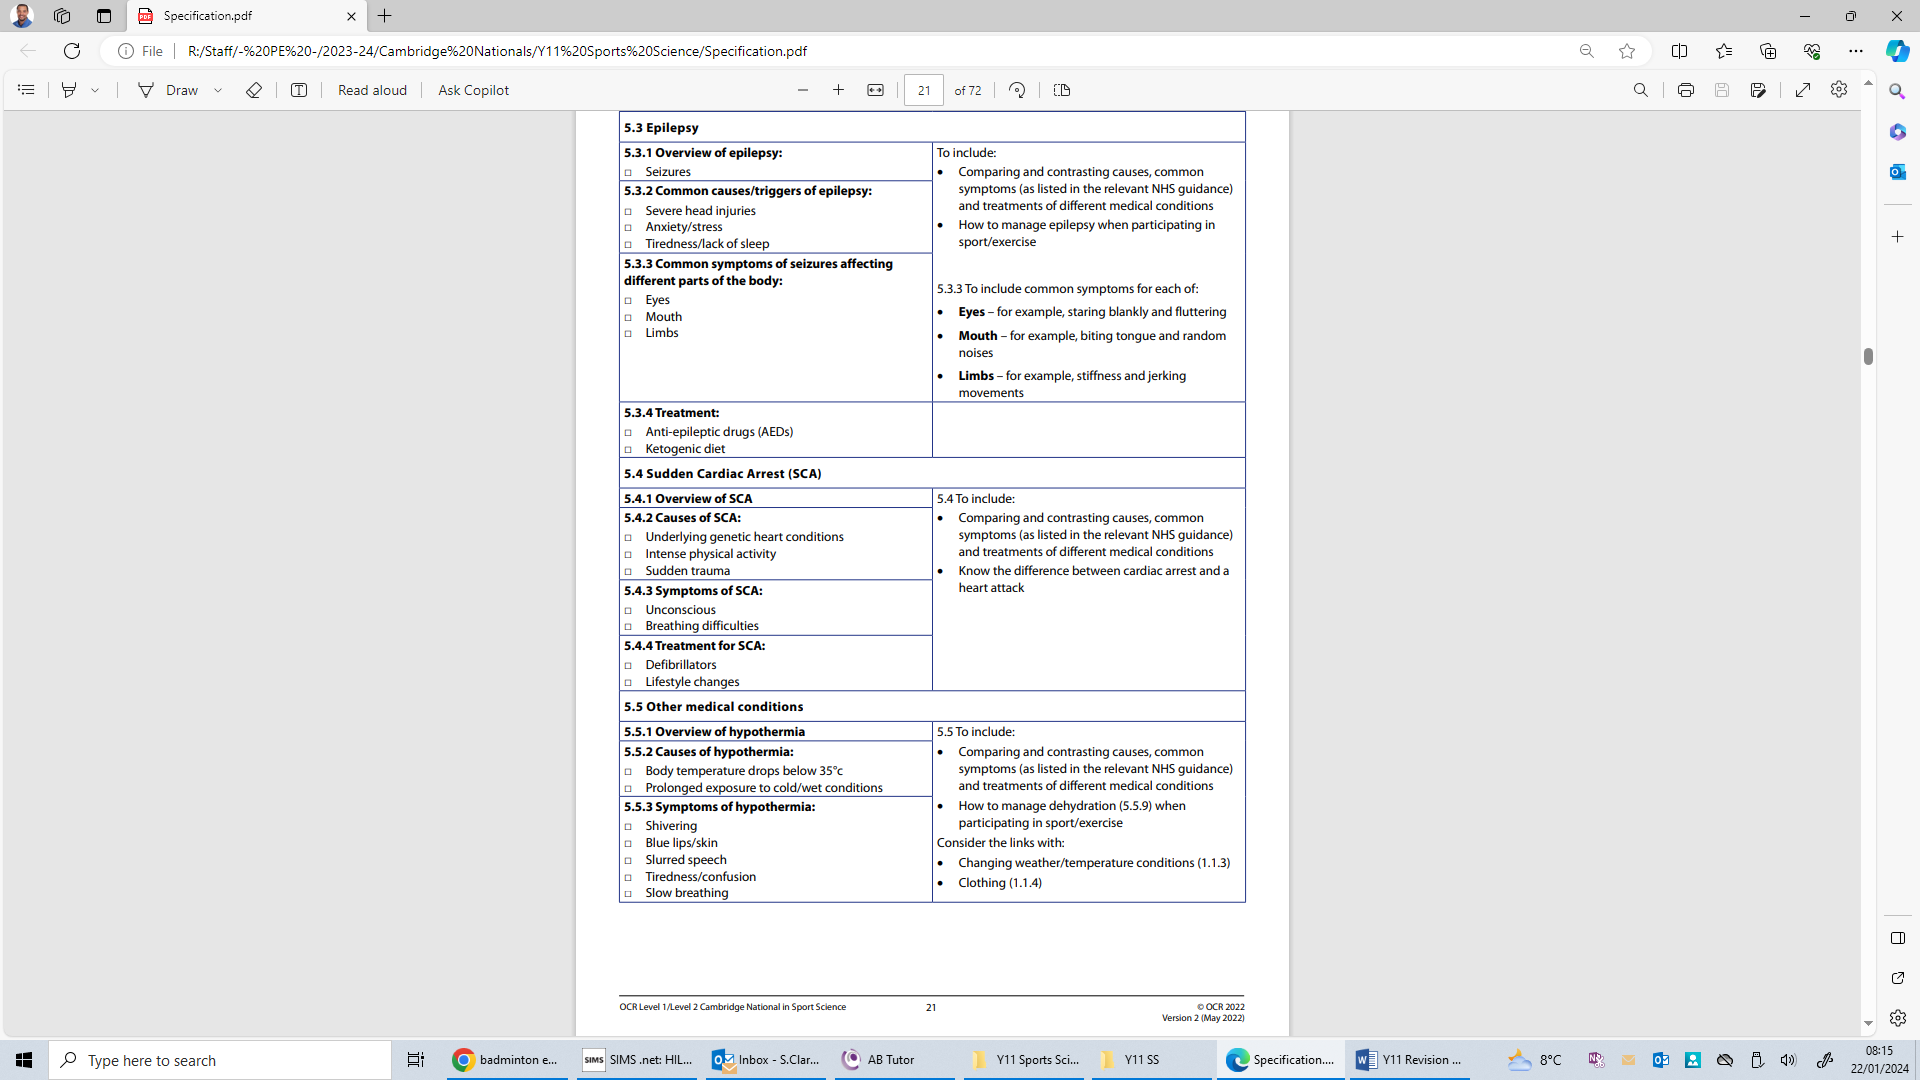 Specification.pdf
File
R:/Staff/-%20PE%20-/2023-24/Cambridge%20Nationals/Y11%20Sports%20Science/Specification.pdf
Draw
Read aloud
Ask Copilot
21 of 72
5.3 Epilepsy
5.3.1 Overview of epilepsy:
Seizures
5.3.2 Common causes/triggers of epilepsy:
Severe head injuries
Anxiety/stress
Tiredness/lack of sleep
5.3.3 Common symptoms of seizures affecting
different parts of the body:
Eyes
Mouth
Limbs
To include:
• Comparing and contrasting causes, common
symptoms (as listed in the relevant NHS guidance)
and treatments of different medical conditions
• How to manage epilepsy when participating in
sport/exercise
5.3.3 To include common symptoms for each of:
• Eyes – for example, staring blankly and fluttering
• Mouth – for example, biting tongue and random
noises
• Limbs – for example, stiffness and jerking
movements
5.3.4 Treatment:
Anti-epileptic drugs (AEDs)
Ketogenic diet
5.4 Sudden Cardiac Arrest (SCA)
5.4.1 Overview of SCA
5.4.2 Causes of SCA:
Underlying genetic heart conditions
Intense physical activity
Sudden trauma
5.4.3 Symptoms of SCA:
Unconscious
Breathing difficulties
5.4.4 Treatment for SCA:
Defibrillators
Lifestyle changes
5.4 To include:
• Comparing and contrasting causes, common
symptoms (as listed in the relevant NHS guidance)
and treatments of different medical conditions
• Know the difference between cardiac arrest and a
heart attack
5.5 Other medical conditions
5.5.1 Overview of hypothermia
5.5.2 Causes of hypothermia:
Body temperature drops below 35°c
Prolonged exposure to cold/wet conditions
5.5.3 Symptoms of hypothermia:
Shivering
Blue lips/skin
Slurred speech
Tiredness/confusion
Slow breathing
5.5 To include:
• Comparing and contrasting causes, common
symptoms (as listed in the relevant NHS guidance)
and treatments of different medical conditions
• How to manage dehydration (5.5.9) when
participating in sport/exercise
Consider the links with:
• Changing weather/temperature conditions (1.1.3)
• Clothing (1.1.4)
OCR Level 1/Level 2 Cambridge National in Sport Science
21
© OCR 2022
Version 2 (May 2022)
Type here to search
badminton e...
SIMS .net: HIL...
Inbox - S.Clar...
AB Tutor
Y11 Sports Sci...
Y11 SS
Specification....
Y11 Revision ...
8°C
08:15
22/01/2024